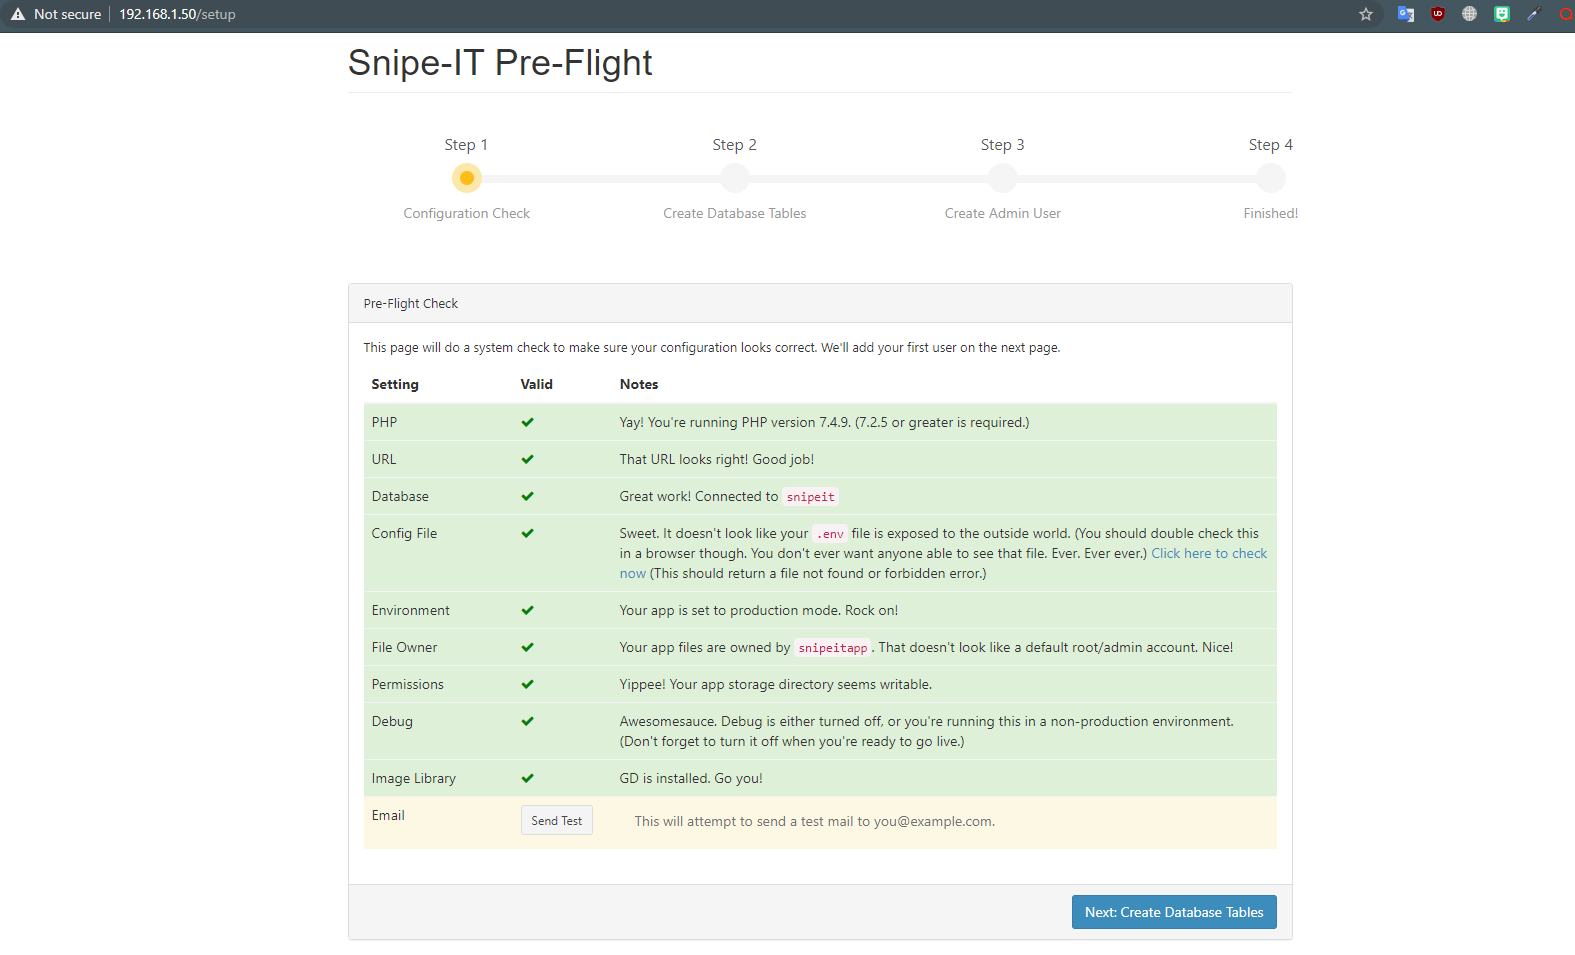 Not secure 192.168.1.50/setup
Snipe-IT Pre-Flight
Step 1 Step 2 Step 3 Step 4
Configuration Check Create Database Tables Create Admin User Finished!
Pre-Flight Check
This page will do a system check to make sure your configuration looks correct. We'll add your first user on the next page.
Setting Valid Notes
PHP Yay! You're running PHP version 7.4.9. (7.2.5 or greater is required.)
URL That URL looks right! Good job!
Database Great work! Connected to snipeit
Config File Sweet. It doesn't look like your .env file is exposed to the outside world. (You should double check this
in a browser though. You don't ever want anyone able to see that file. Ever. Ever ever.) Click here to check
now (This should return a file not found or forbidden error.)
Environment Your app is set to production mode. Rock on!
File Owner Your app files are owned by snipeitapp. That doesn't look like a default root/admin account. Nice!
Permissions Yippee! Your app storage directory seems writable.
Debug Awesomesauce. Debug is either turned off, or you're running this in a non-production environment.
(Don't forget to turn it off when you're ready to go live.)
Image Library GD is installed. Go you!
Email Send Test This will attempt to send a test mail to you@example.com.
Next: Create Database Tables